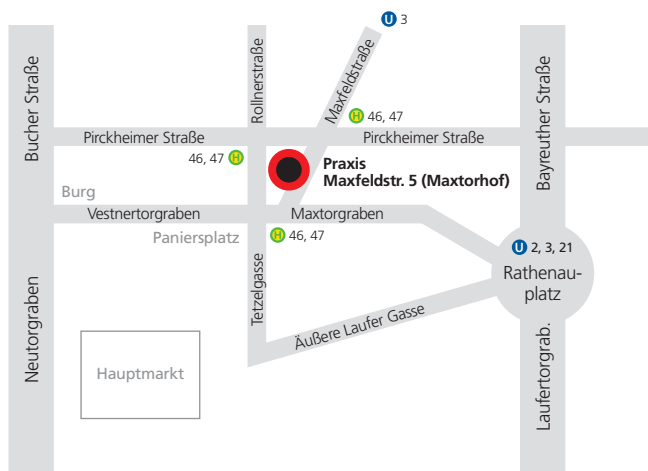 U 3
Bucher Straße
Rollnerstraße
Maxfeldstraße
Bayreuther Straße
H 46, 47
Pirckheimer Straße
Pirckheimer Straße
46, 47 H
Praxis
Maxfeldstr. 5 (Maxtorhof)
Burg
Vestnertorgraben
Maxtorgraben
Paniersplatz
H 46, 47
U 2, 3, 21
Rathenau-
platz
Neutorgraben
Tetzelgasse
Äußere Laufer Gasse
Hauptmarkt
Laufertorgrab.